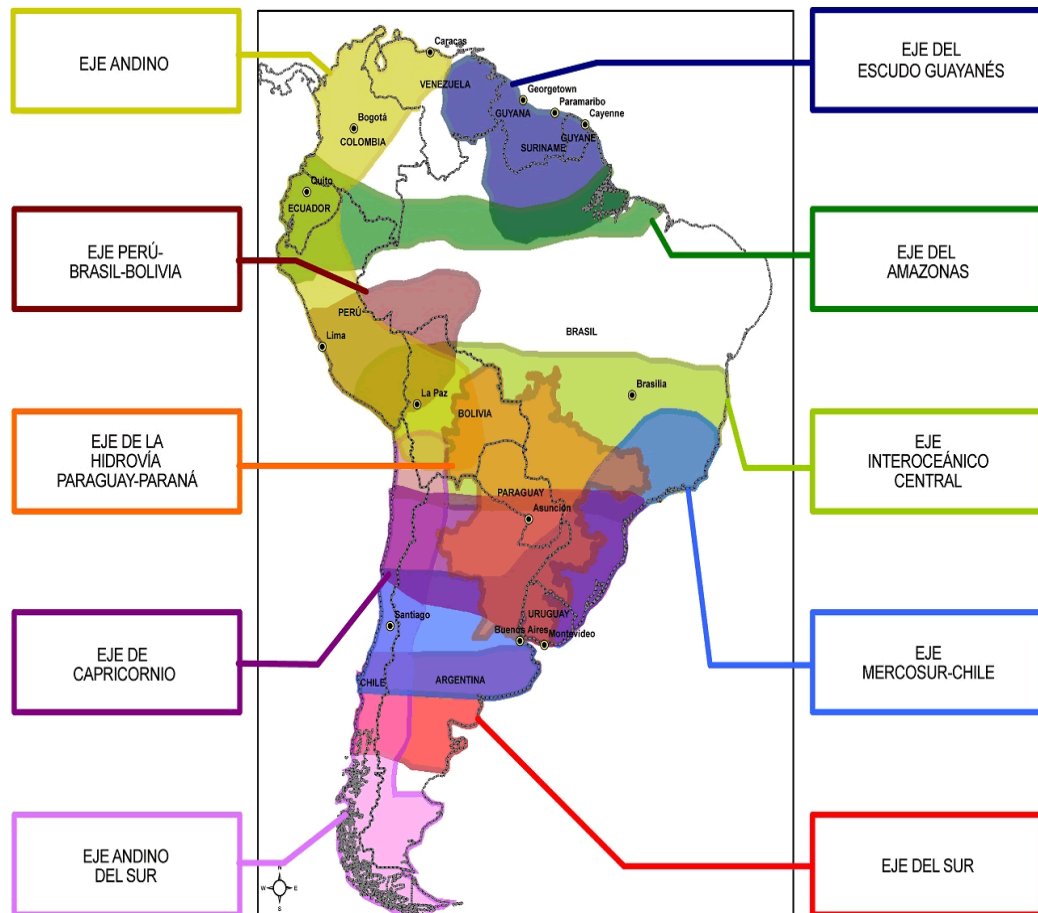 EJE ANDINO
EJE PERÚ-
BRASIL-BOLIVIA
EJE DE LA
HIDROVÍA
PARAGUAY-PARANÁ
EJE DE
CAPRICORNIO
EJE ANDINO
DEL SUR
Caracas
VENEZUELA
Georgetown
GUYANA
Paramaribo
Cayenne
GUYANE
SURINAME
Bogotá
COLOMBIA
Quito
ECUADOR
PERÚ
Lima
BRASIL
La Paz
BOLIVIA
Brasilia
PARAGUAY
Asunción
Santiago
URUGUAY
Buenos Aires
Montevideo
CHILE
ARGENTINA
N
W
E
S
EJE DEL
ESCUDO GUAYANÉS
EJE DEL
AMAZONAS
EJE
INTEROCEÁNICO
CENTRAL
EJE
MERCOSUR-CHILE
EJE DEL SUR